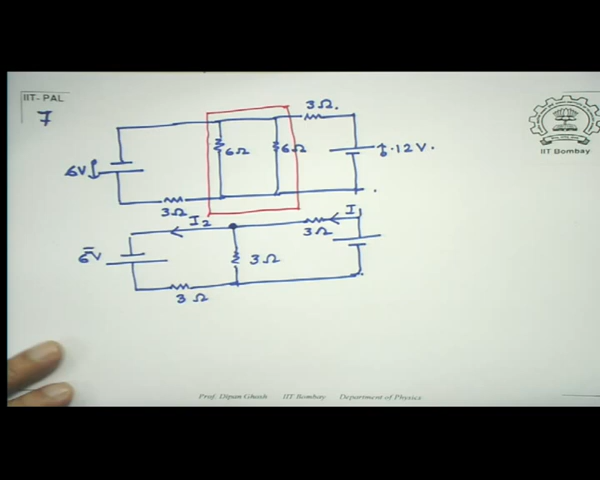 IIT- PAL
7
3Ω.
6V
6Ω
6Ω
12V.
IIT Bombay
3Ω
I2
I1
3Ω
6V
3Ω
3Ω
Prof. Dipan Ghosh IIT Bombay Department of Physics